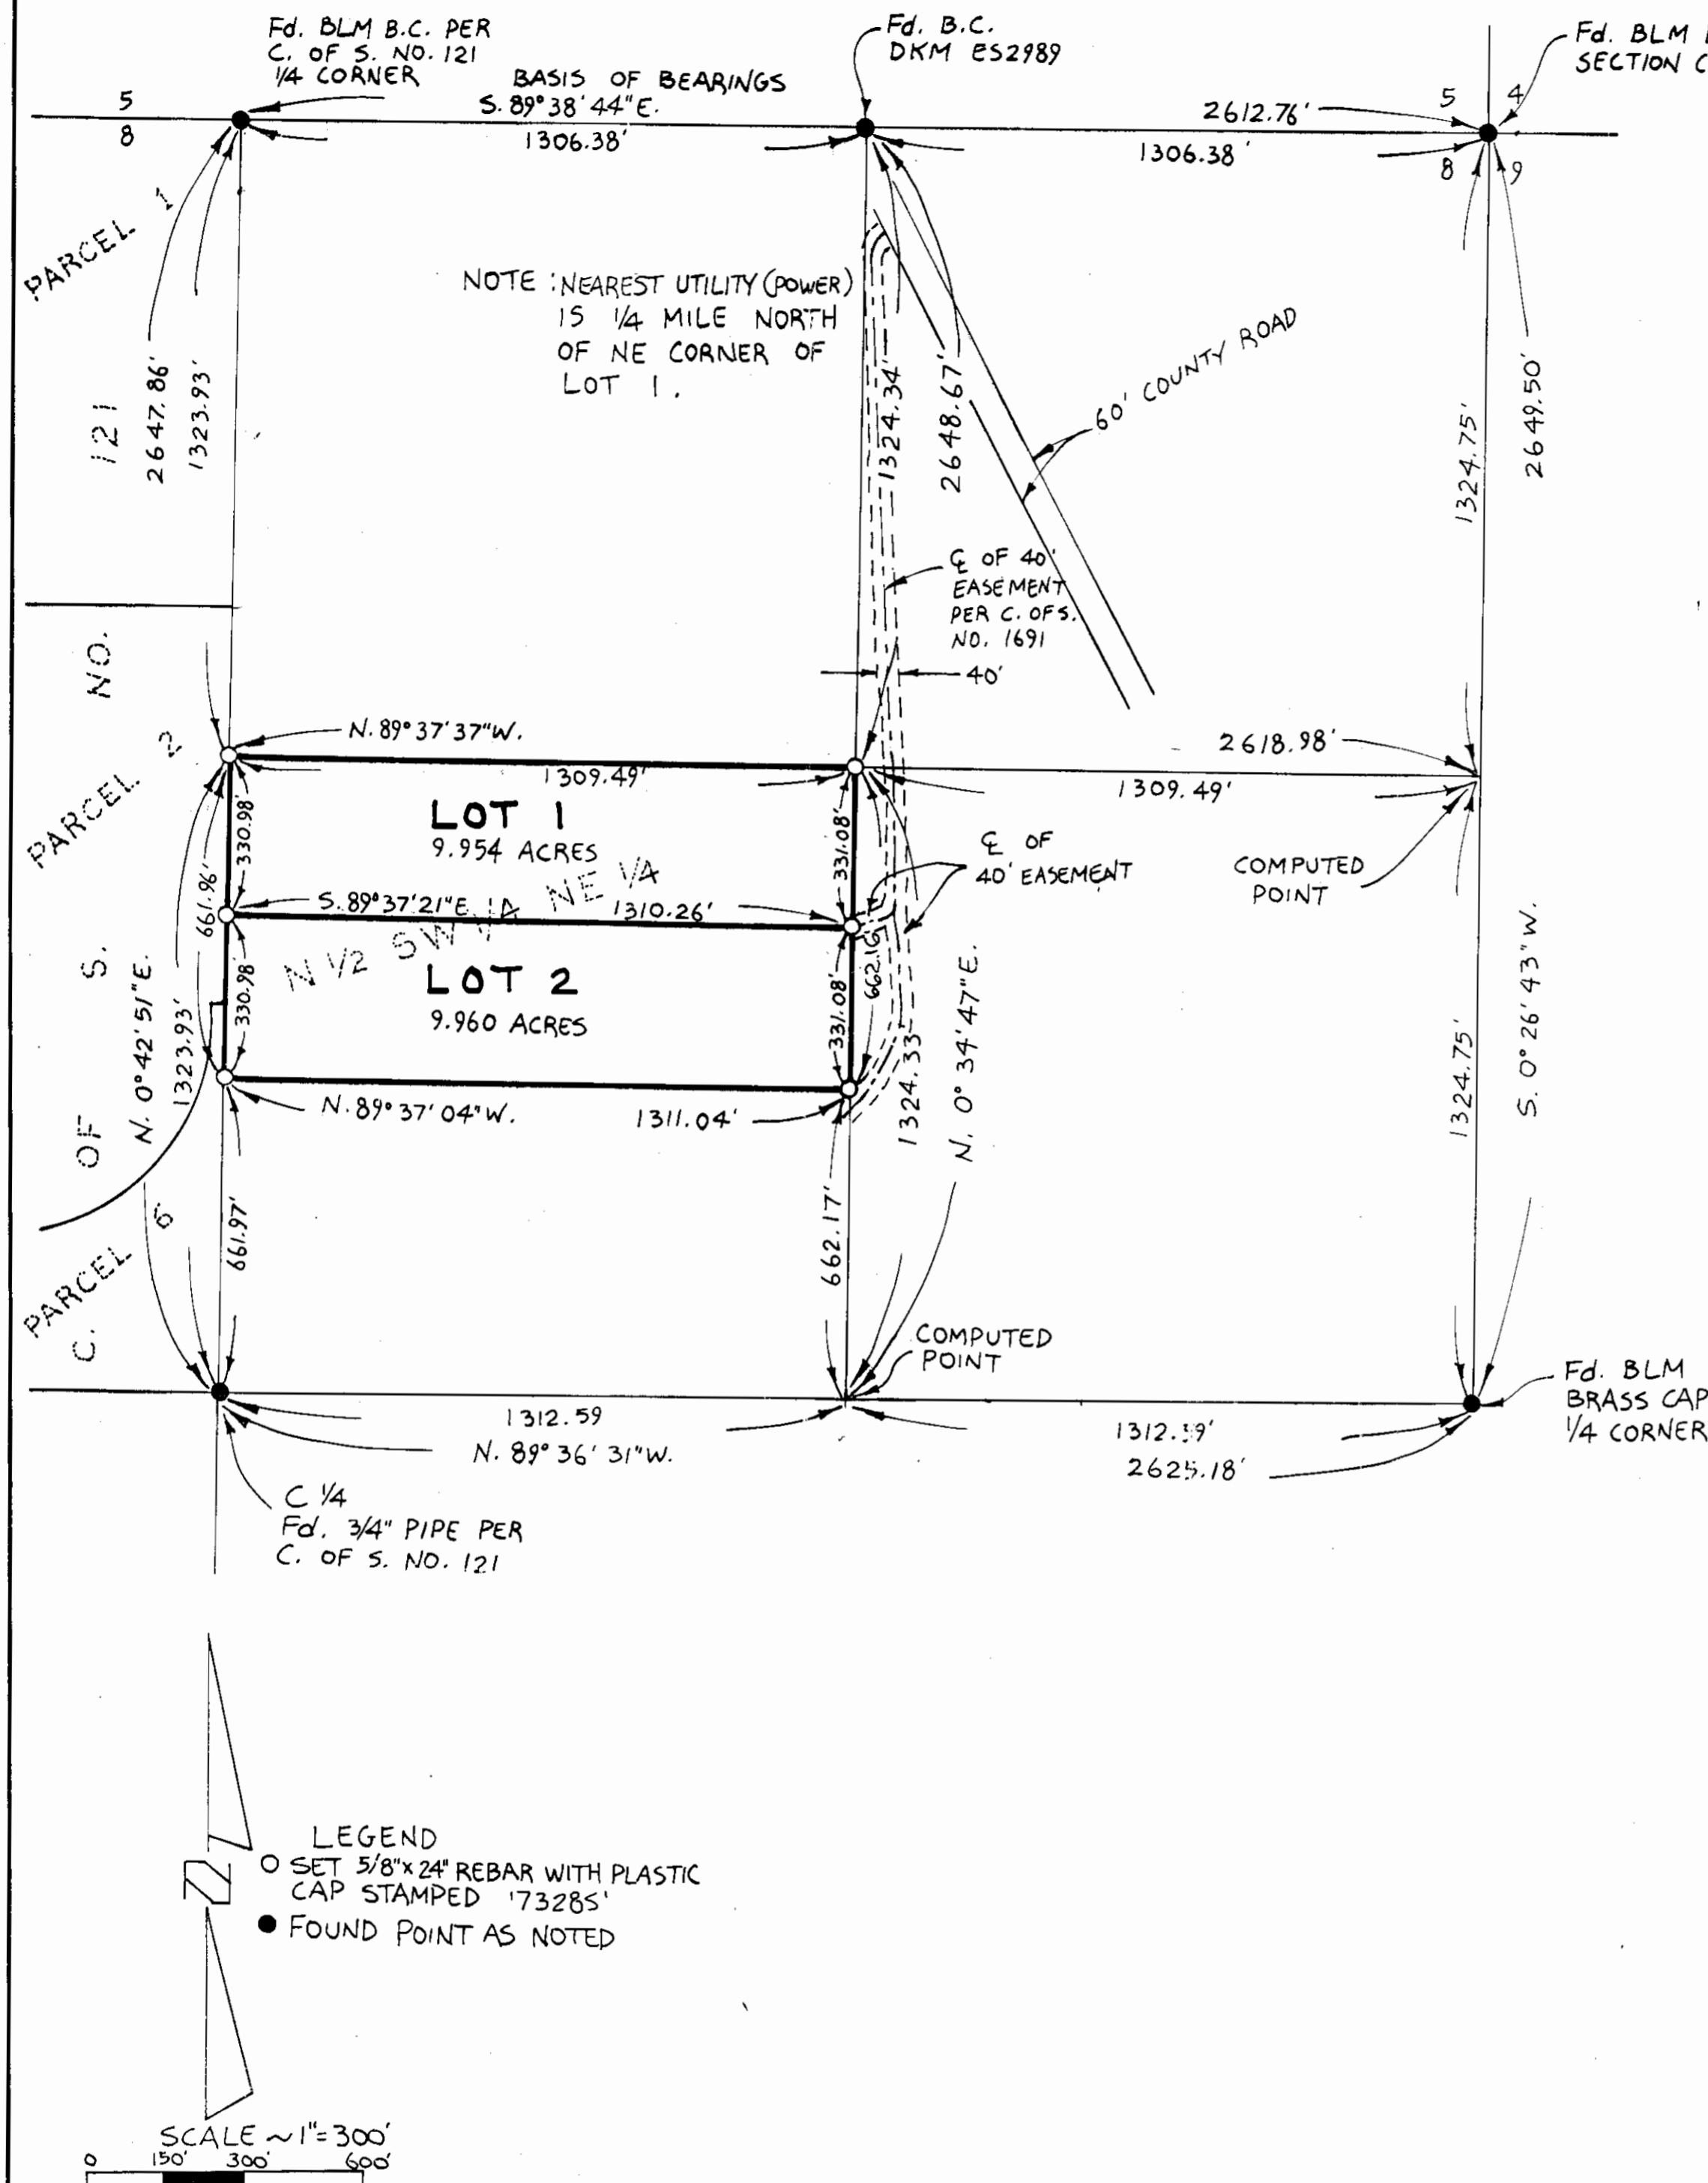 Fd. BLM B.C. PER
C. OF S. NO. 121
1/4 CORNER
Fd. B.C.
DKM ES2989
Fd. BLM
SECTION
BASIS OF BEARINGS
S. 89° 38' 44" E.
1306.38'
2612.76'
1306.38'
5
8
5
4
8
9
PARCEL 1
121
2647.86'
1323.93'
NOTE : NEAREST UTILITY (POWER)
IS 1/4 MILE NORTH
OF NE CORNER OF
LOT 1.
1324.34'
2648.67'
60' COUNTY ROAD
1324.75'
2649.50'
℄ OF 40'
EASEMENT
PER C. OF S.
NO. 1691
40'
NO.
PARCEL 2
N. 89° 37' 37" W.
1309.49'
2618.98'
1309.49'
LOT 1
9.954 ACRES
330.98'
661.96'
331.08'
℄ OF
40' EASEMENT
COMPUTED
POINT
S. 89° 37' 21" E.
1310.26'
N 1/2 SW 1/4 NE 1/4
LOT 2
9.960 ACRES
330.98'
331.08'
662.16'
S.
N. 0° 42' 51" E.
1323.93'
1324.33'
N. 0° 34' 47" E.
1324.75'
S. 0° 26' 43" W.
N. 89° 37' 04" W.
1311.04'
OF
PARCEL 6
C.
661.97'
662.17'
COMPUTED
POINT
1312.59
N. 89° 36' 31" W.
1312.59'
2625.18'
Fd. BLM
BRASS CAP
1/4 CORNER
C 1/4
Fd. 3/4" PIPE PER
C. OF S. NO. 121
LEGEND
O SET 5/8" x 24" REBAR WITH PLASTIC
CAP STAMPED '7328S'
● FOUND POINT AS NOTED
N
SCALE ~ 1" = 300'
0 150' 300' 600'